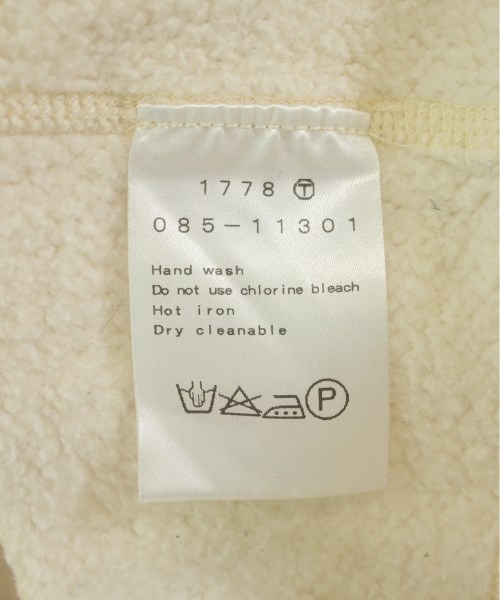 1778 Ⓣ
085-11301
Hand wash
Do not use chlorine bleach
Hot iron
Dry cleanable
P